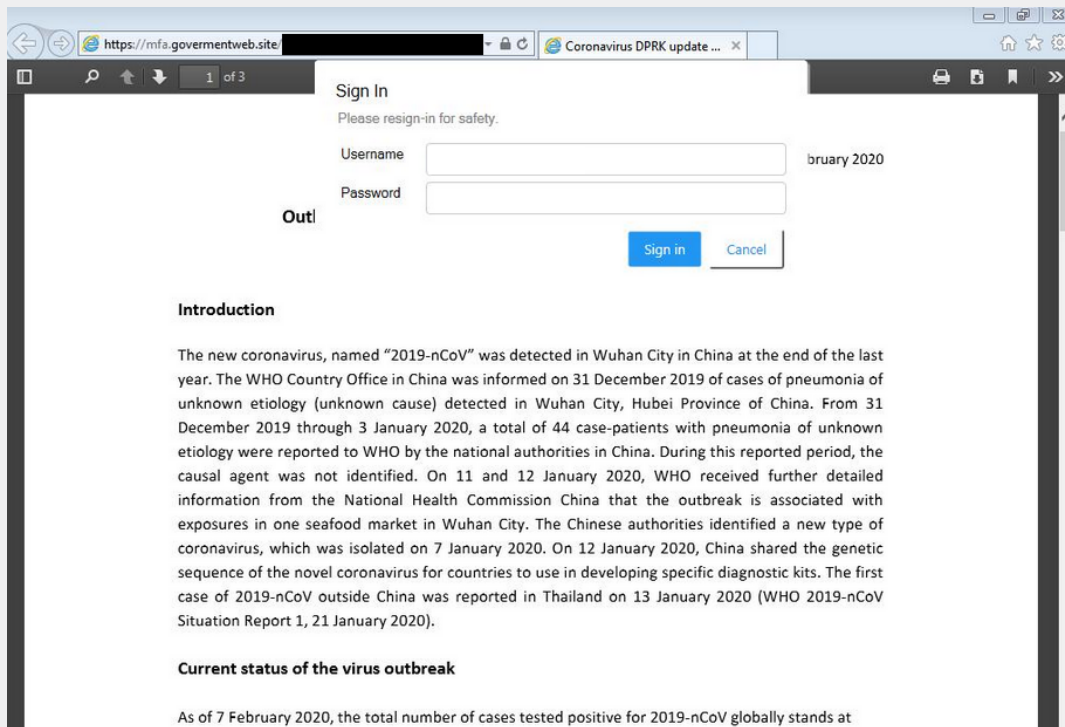 https://mfa.govermentweb.site/
Coronavirus DPRK update ...
1 of 3
Sign In
Please resign-in for safety.
Username
bruary 2020
Password
Outl
Sign in Cancel
Introduction
The new coronavirus, named “2019-nCoV” was detected in Wuhan City in China at the end of the last
year. The WHO Country Office in China was informed on 31 December 2019 of cases of pneumonia of
unknown etiology (unknown cause) detected in Wuhan City, Hubei Province of China. From 31
December 2019 through 3 January 2020, a total of 44 case-patients with pneumonia of unknown
etiology were reported to WHO by the national authorities in China. During this reported period, the
causal agent was not identified. On 11 and 12 January 2020, WHO received further detailed
information from the National Health Commission China that the outbreak is associated with
exposures in one seafood market in Wuhan City. The Chinese authorities identified a new type of
coronavirus, which was isolated on 7 January 2020. On 12 January 2020, China shared the genetic
sequence of the novel coronavirus for countries to use in developing specific diagnostic kits. The first
case of 2019-nCoV outside China was reported in Thailand on 13 January 2020 (WHO 2019-nCoV
Situation Report 1, 21 January 2020).
Current status of the virus outbreak
As of 7 February 2020, the total number of cases tested positive for 2019-nCoV globally stands at